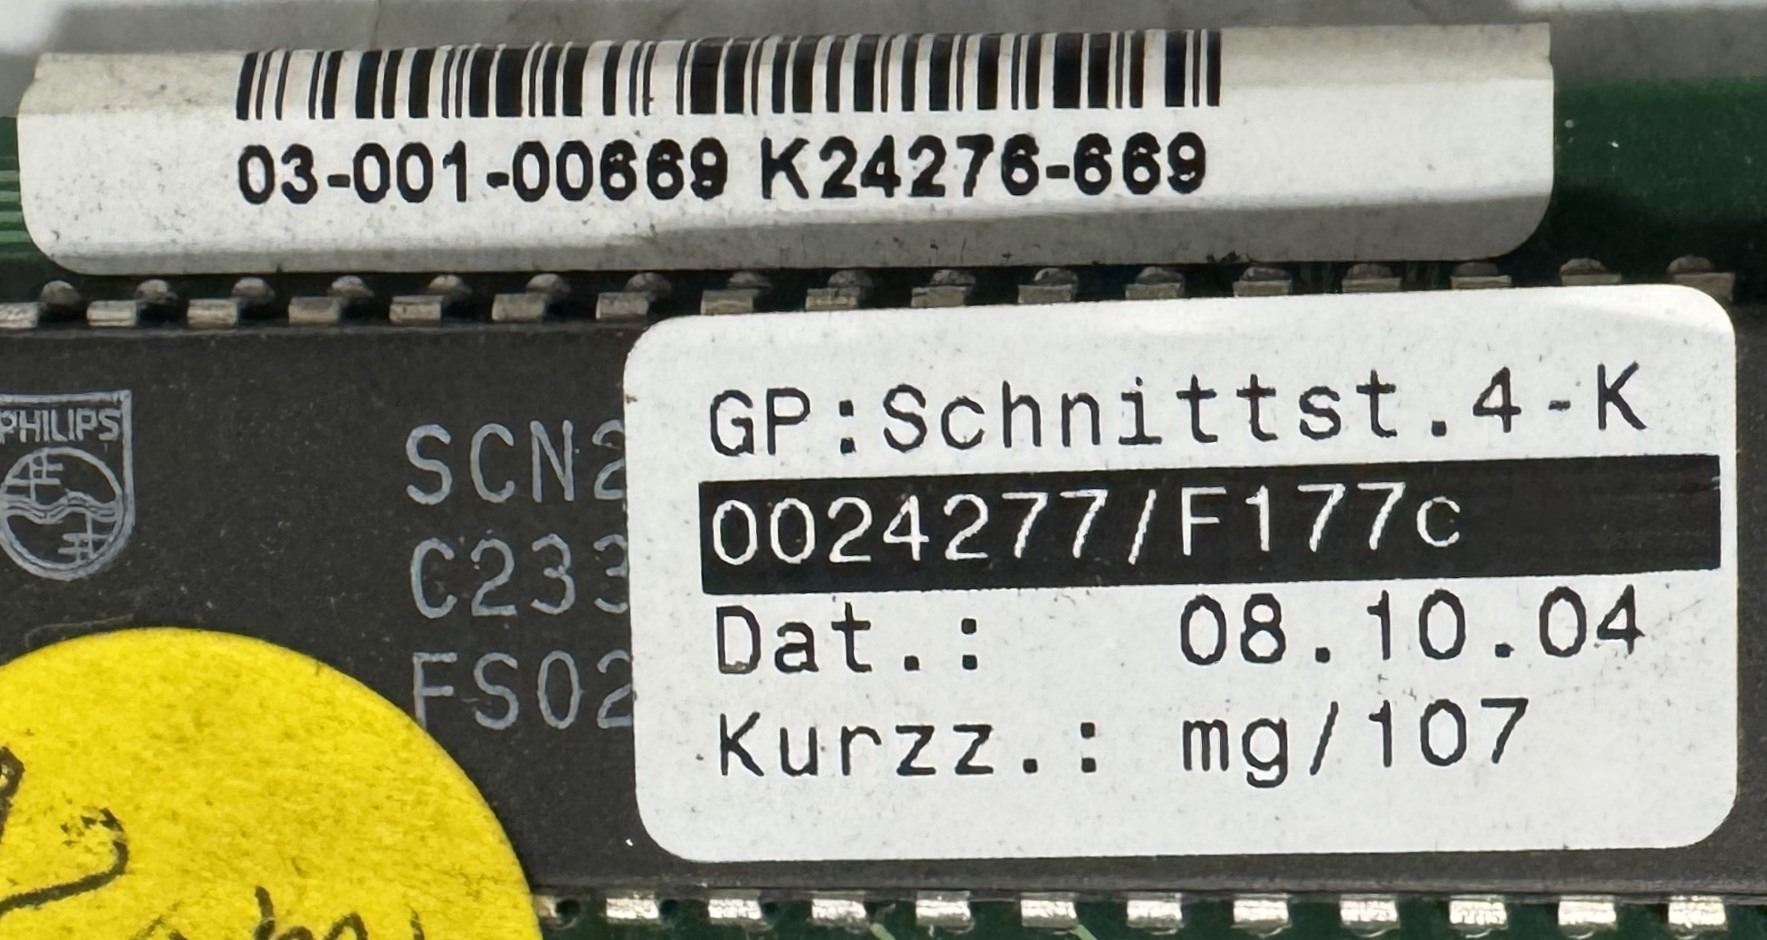 03-001-00669 K24276-669
PHILIPS
SCN2
C233
FS02
GP:Schnittst.4-K
0024277/F177c
Dat.: 08.10.04
Kurzz.: mg/107